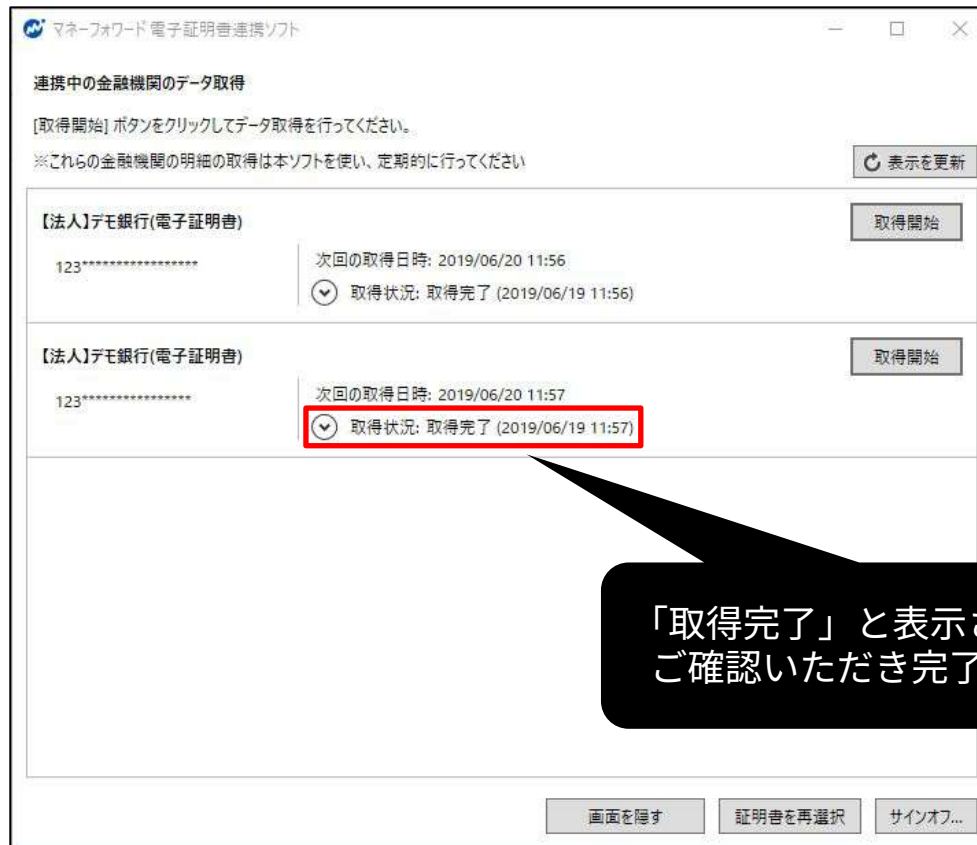 マネーフォワード 電子証明書連携ソフト
連携中の金融機関のデータ取得
[取得開始] ボタンをクリックしてデータ取得を行ってください。
※これらの金融機関の明細の取得は本ソフトを使い、定期的に行ってください
表示を更新
【法人】デモ銀行(電子証明書)
取得開始
123*****************
次回の取得日時: 2019/06/20 11:56
取得状況: 取得完了 (2019/06/19 11:56)
【法人】デモ銀行(電子証明書)
取得開始
123****************
次回の取得日時: 2019/06/20 11:57
取得状況: 取得完了 (2019/06/19 11:57)
「取得完了」と表示
ご確認いただき完了
画面を隠す
証明書を再選択
サインオフ...